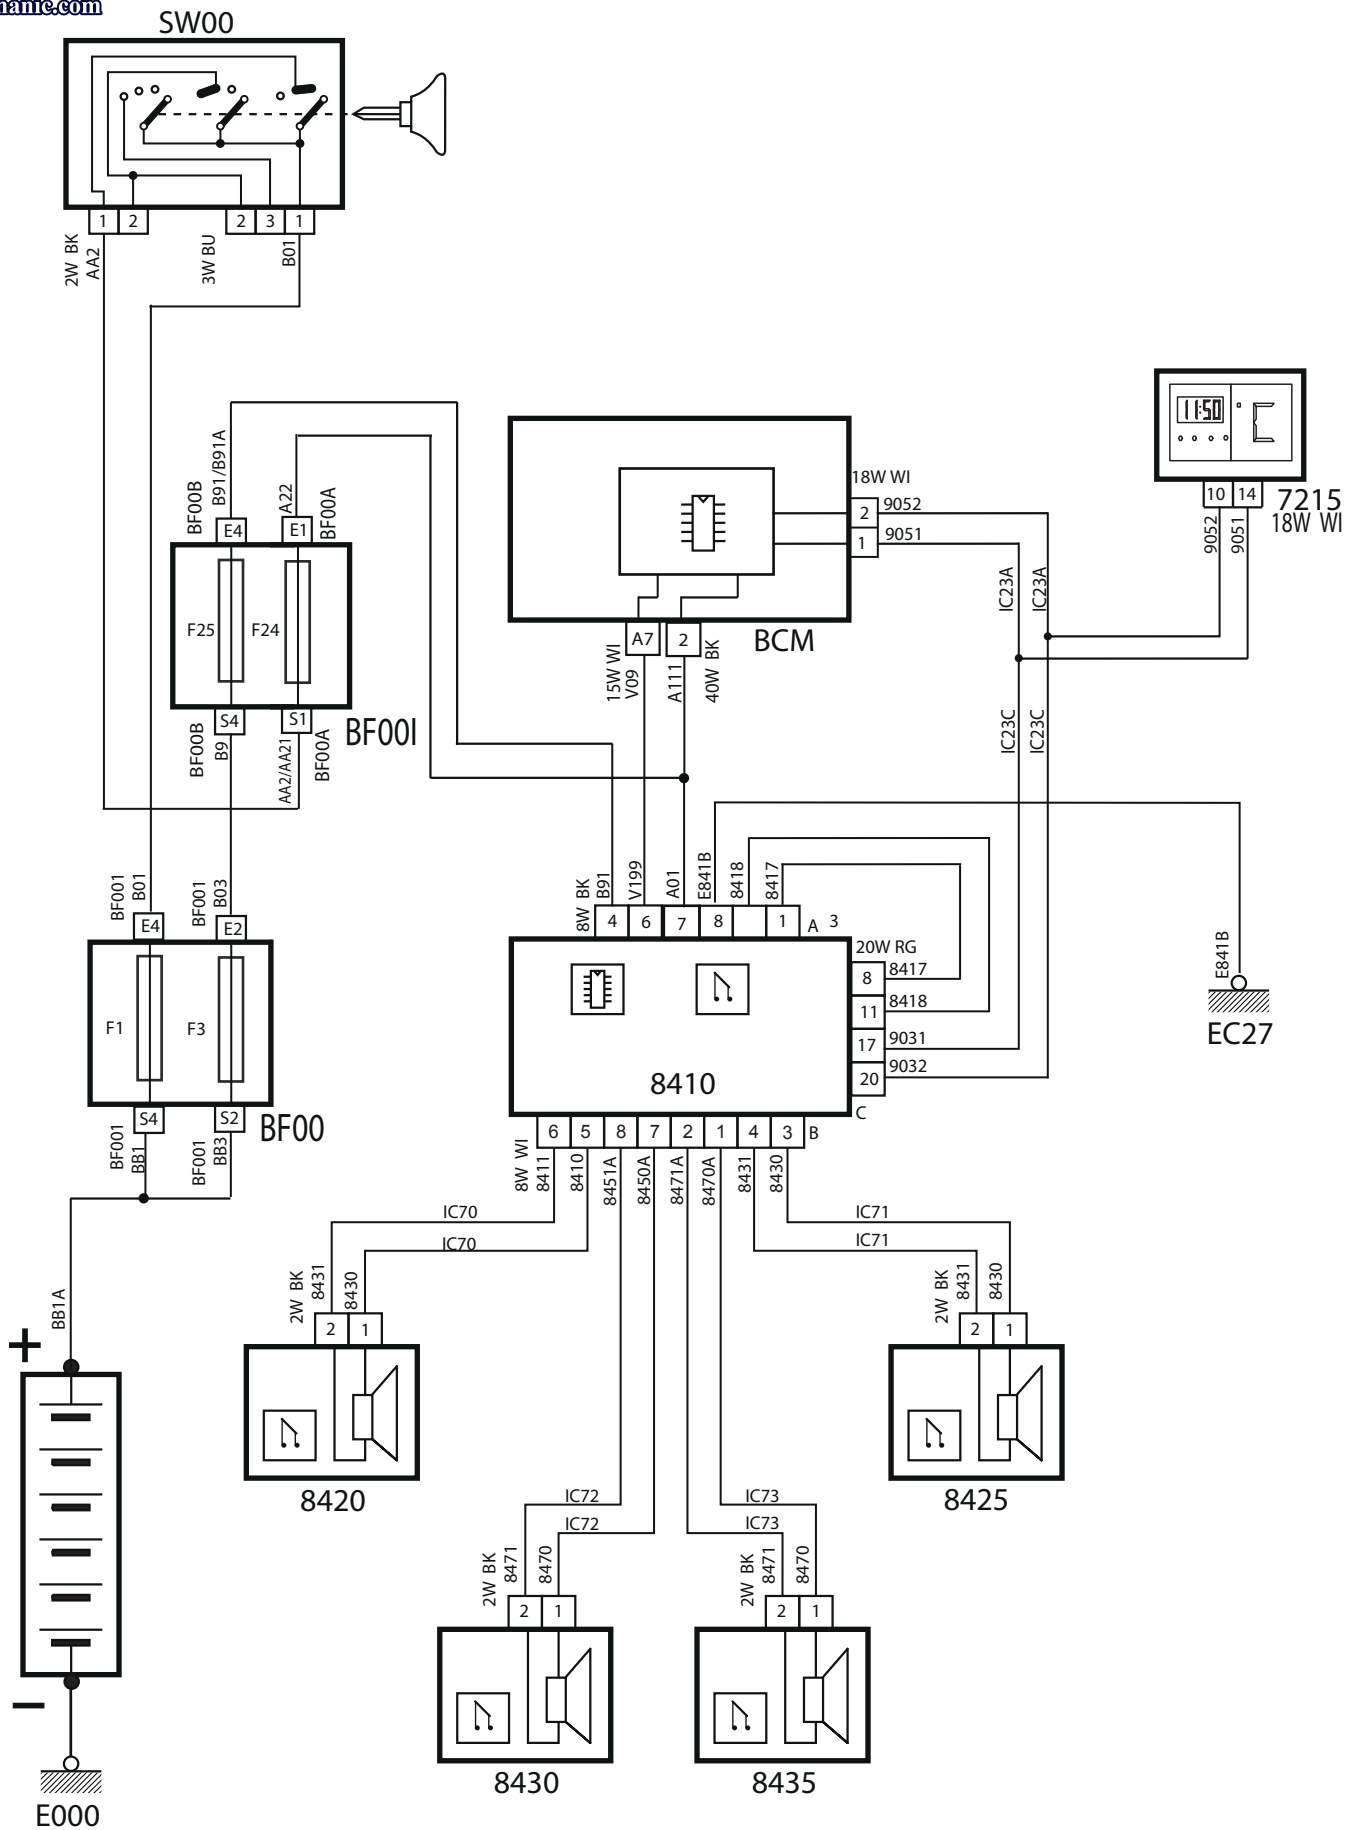 manic.com
SW00
1 2 2 3 1
2W BK
AA2
3W BU
B01
11:50
10 14
7215
18W WI
9052
9051
BF00B
B91/B91A
A22
BF00A
E4 E1
F25 F24
S4 S1
BF00I
BF00B
B9
AA2/AA21
BF00A
18W WI
2 9052
1 9051
BCM
A7 2
15W WI
V09
A111
40W BK
IC23A
IC23A
IC23C
IC23C
BF001
B01
BF001
B03
E4 E2
F1 F3
S4 S2
BF00
BF001
BB1
BF001
BB3
8W BK
B91
V199
A01
E841B
8418
8417
4 6 7 8 1 A 3
20W RG
8 8417
11 8418
17 9031
20 9032
C
8410
E841B
EC27
6 5 8 7 2 1 4 3 B
8W WI
8411
8410
8451A
8450A
8471A
8470A
8431
8430
IC70
IC70
IC71
IC71
BB1A
+
−
E000
2W BK
8431
8430
2 1
8420
2W BK
8431
8430
2 1
8425
IC72
IC72
IC73
IC73
2W BK
8471
8470
2 1
8430
2W BK
8471
8470
2 1
8435